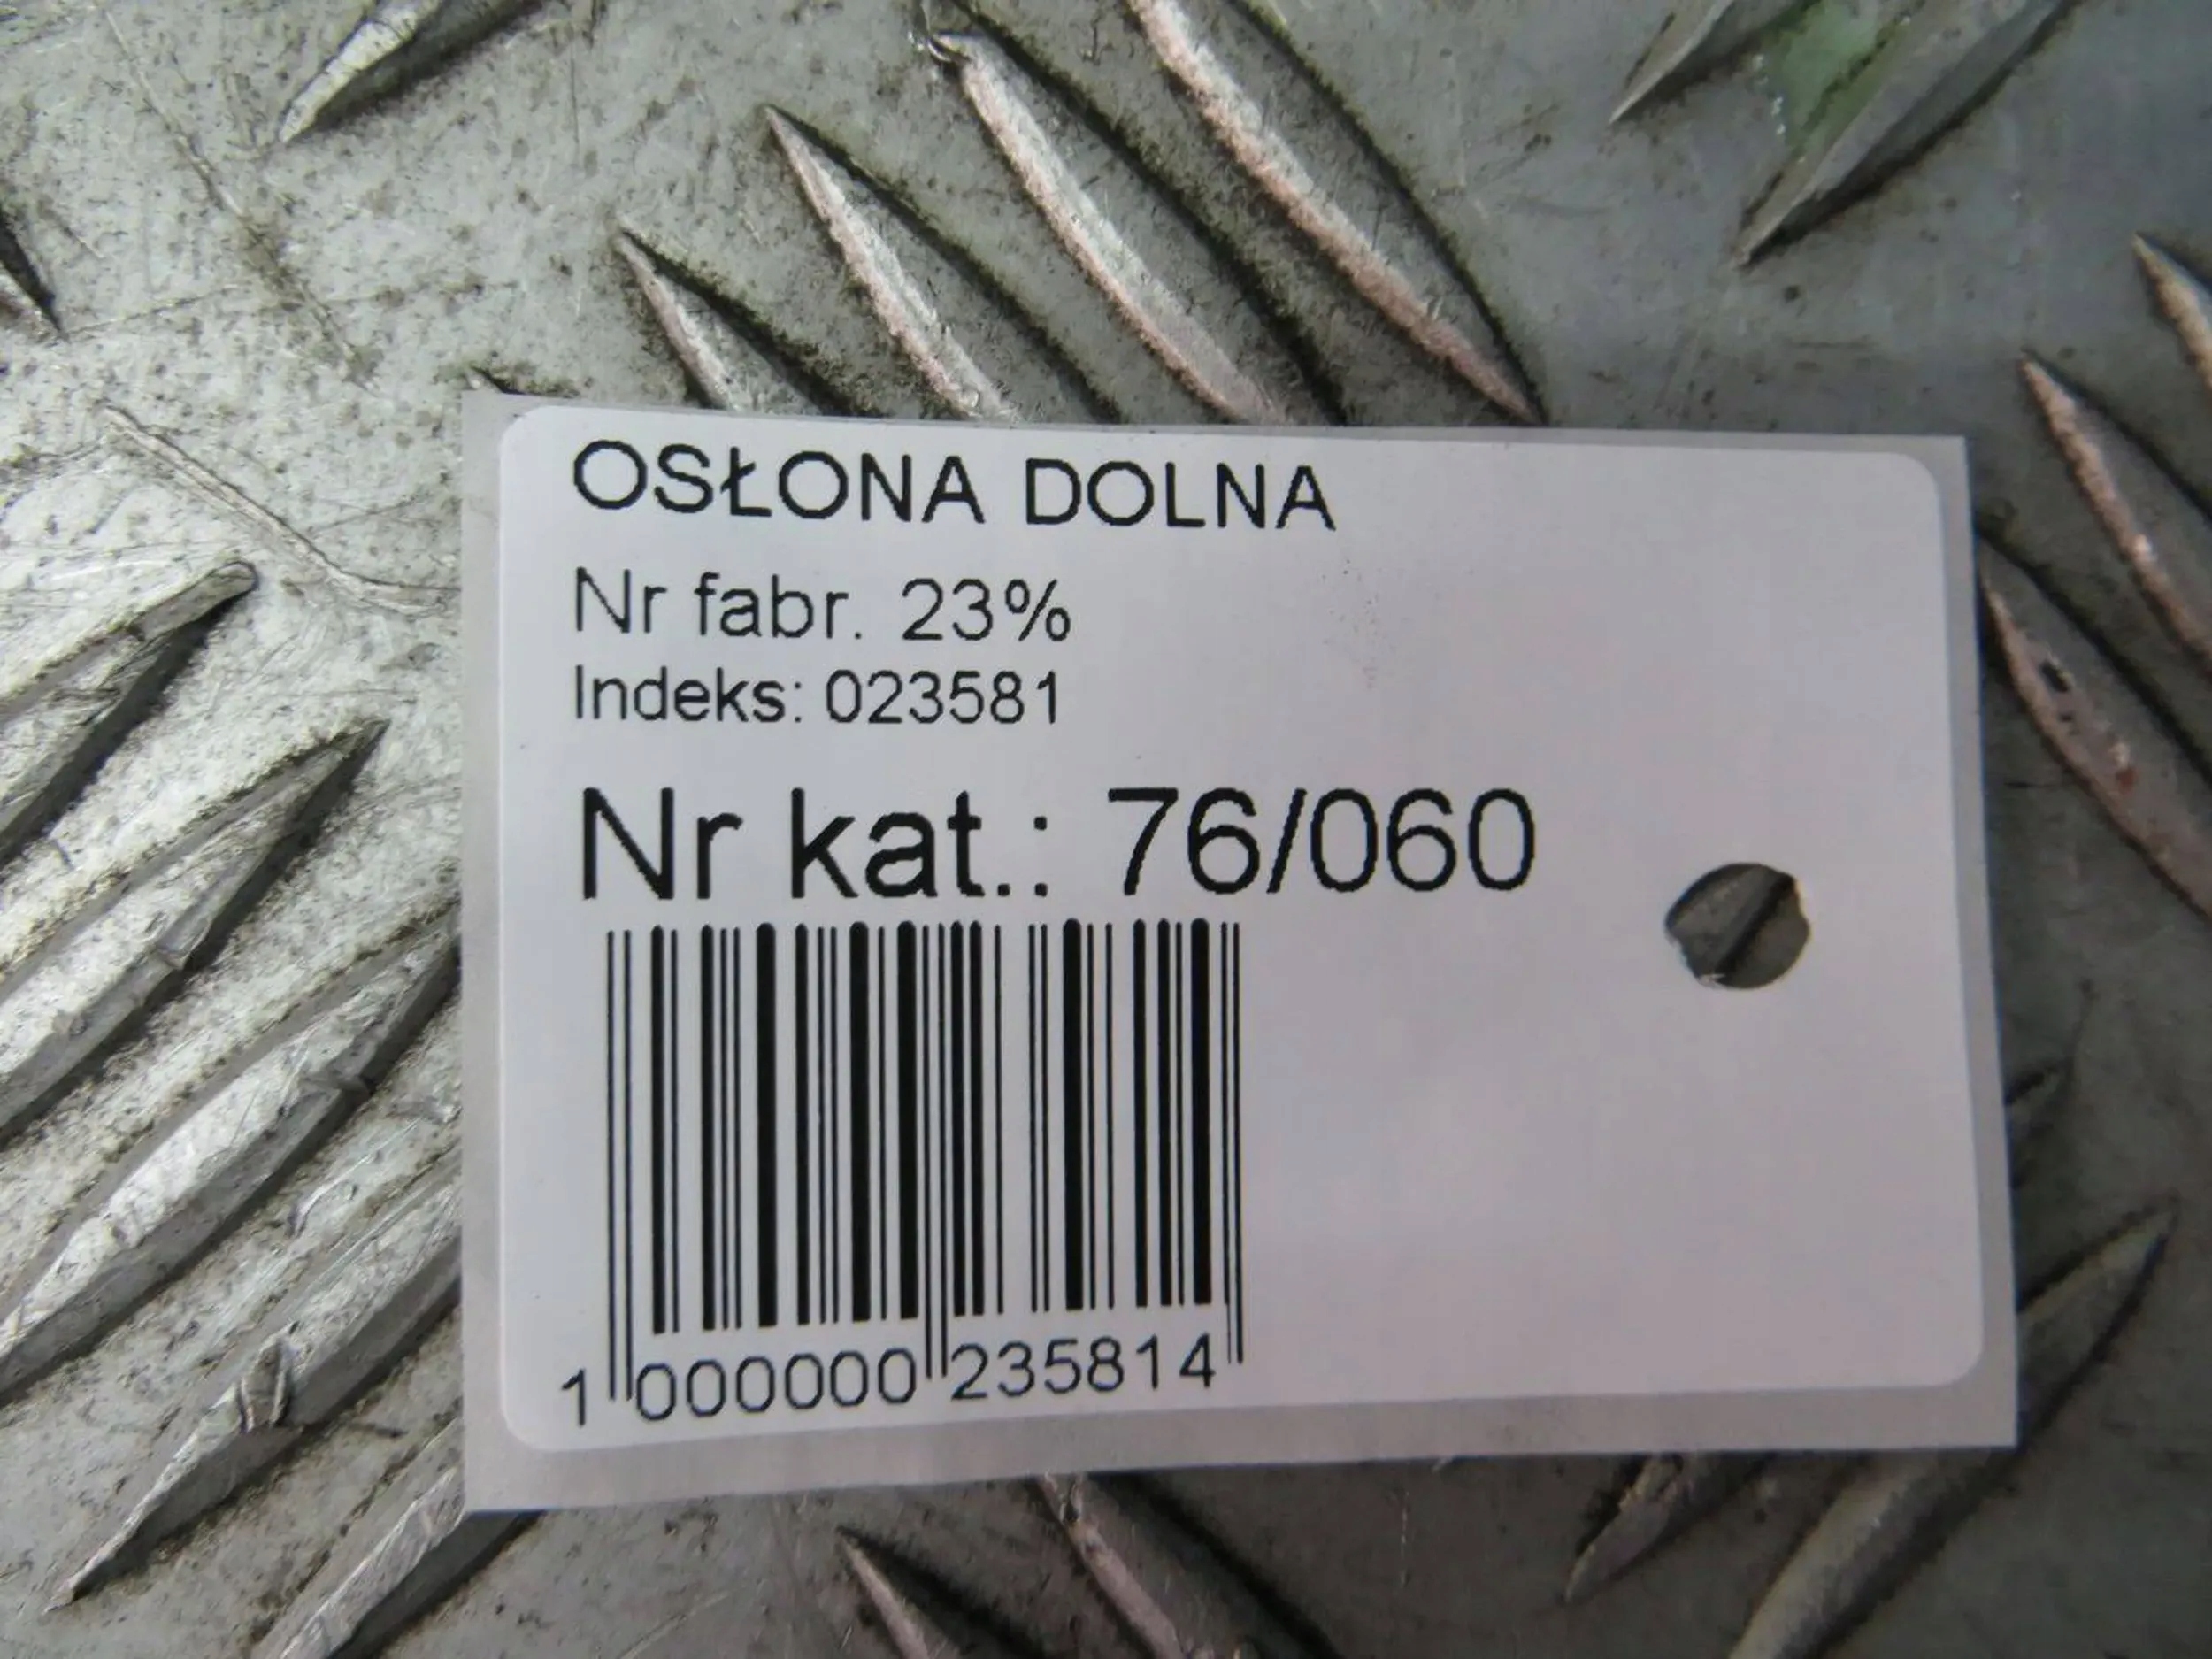 OSŁONA DOLNA
Nr fabr. 23%
Indeks: 023581
Nr kat.: 76/060
1 000000 235814